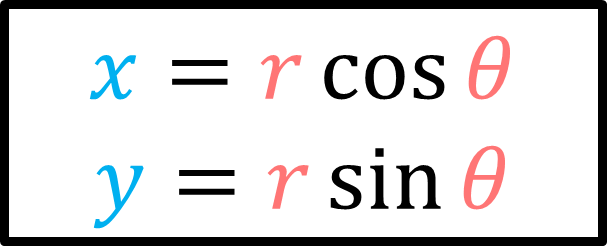 x = r cos θ
y = r sin θ